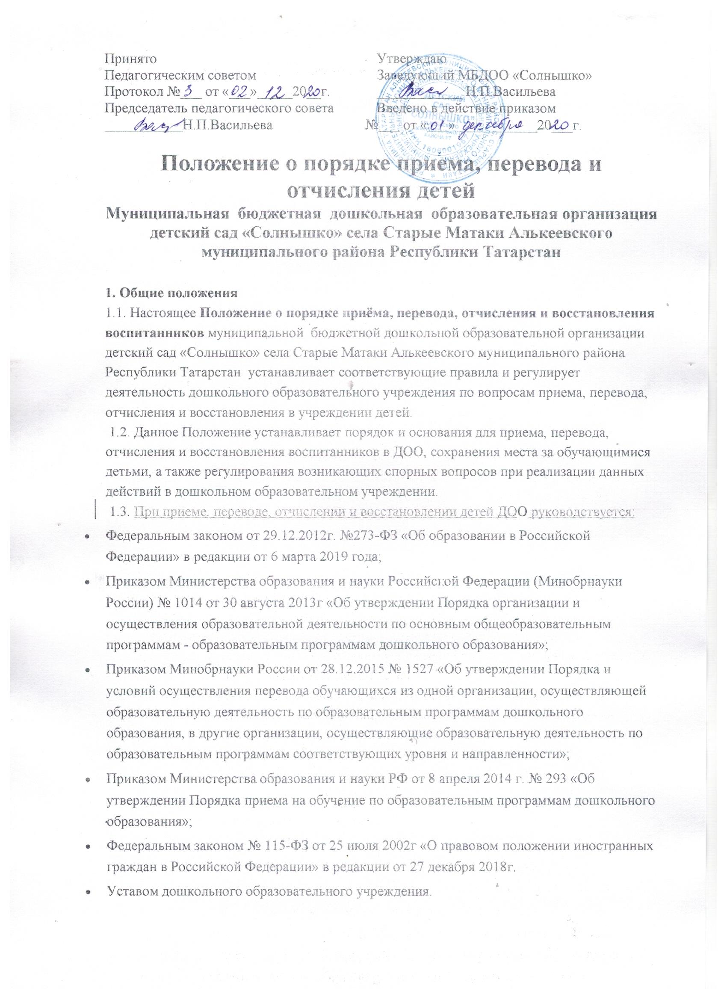 Принято
Педагогическим советом
Протокол № 3 от «02» 12 2020г.
Председатель педагогического совета
Н.П.Васильева
Утверждаю
Заведующий МБДОО «Солнышко»
Н.П.Васильева
Введено в действие приказом
№___ от «01» декабря 2020 г.
ДЕТСКИЙ
САД
"СОЛНЫШКО"
РАЙОНА РТ
ИНН 1606001967
Положение о порядке приема, перевода и
отчисления детей
Муниципальная бюджетная дошкольная образовательная организация
детский сад «Солнышко» села Старые Матаки Алькеевского
муниципального района Республики Татарстан
1. Общие положения
1.1. Настоящее Положение о порядке приёма, перевода, отчисления и восстановления
воспитанников муниципальной бюджетной дошкольной образовательной организации
детский сад «Солнышко» села Старые Матаки Алькеевского муниципального района
Республики Татарстан устанавливает соответствующие правила и регулирует
деятельность дошкольного образовательного учреждения по вопросам приема, перевода,
отчисления и восстановления в учреждении детей.
1.2. Данное Положение устанавливает порядок и основания для приема, перевода,
отчисления и восстановления воспитанников в ДОО, сохранения места за обучающимися
детьми, а также регулирования возникающих спорных вопросов при реализации данных
действий в дошкольном образовательном учреждении.
1.3. При приеме, переводе, отчислении и восстановлении детей ДОО руководствуется:
• Федеральным законом от 29.12.2012г. №273-ФЗ «Об образовании в Российской
Федерации» в редакции от 6 марта 2019 года;
• Приказом Министерства образования и науки Российской Федерации (Минобрнауки
России) № 1014 от 30 августа 2013г «Об утверждении Порядка организации и
осуществления образовательной деятельности по основным общеобразовательным
программам - образовательным программам дошкольного образования»;
• Приказом Минобрнауки России от 28.12.2015 № 1527 «Об утверждении Порядка и
условий осуществления перевода обучающихся из одной организации, осуществляющей
образовательную деятельность по образовательным программам дошкольного
образования, в другие организации, осуществляющие образовательную деятельность по
образовательным программам соответствующих уровня и направленности»;
• Приказом Министерства образования и науки РФ от 8 апреля 2014 г. № 293 «Об
утверждении Порядка приема на обучение по образовательным программам дошкольного
образования»;
• Федеральным законом № 115-ФЗ от 25 июля 2002г «О правовом положении иностранных
граждан в Российской Федерации» в редакции от 27 декабря 2018г.
• Уставом дошкольного образовательного учреждения.